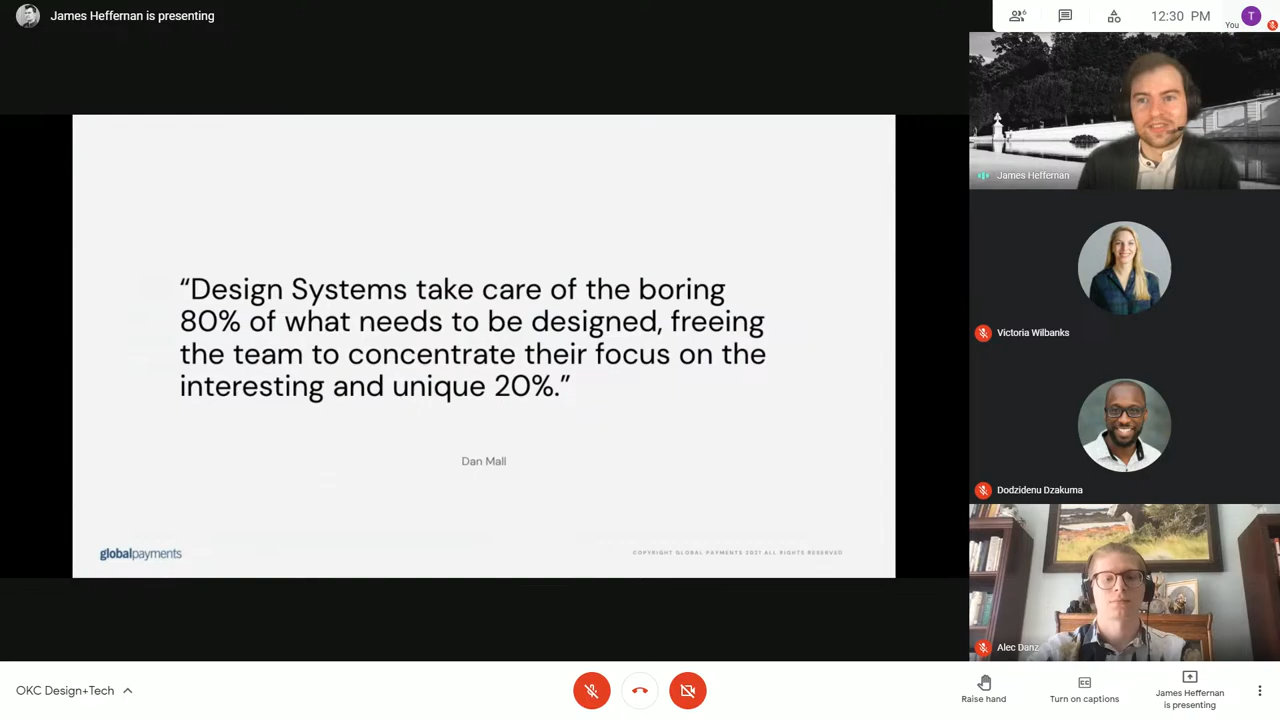 James Heffernan is presenting
6
12:30 PM
You
T
James Heffernan
“Design Systems take care of the boring
80% of what needs to be designed, freeing
the team to concentrate their focus on the
interesting and unique 20%.”
Dan Mall
globalpayments
COPYRIGHT GLOBAL PAYMENTS 2021 ALL RIGHTS RESERVED
Victoria Wilbanks
Dodzidenu Dzakuma
Alec Danz
OKC Design+Tech
Raise hand
CC
Turn on captions
James Heffernan
is presenting